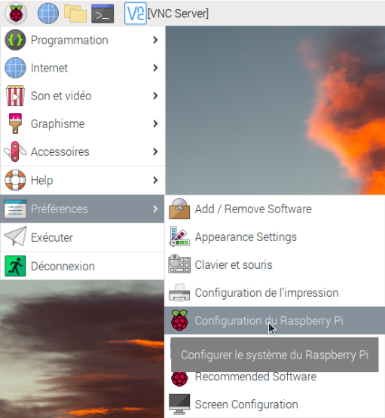 [VNC Server]
Programmation
Internet
Son et vidéo
Graphisme
Accessoires
Help
Préférences
Exécuter
Déconnexion
Add / Remove Software
Appearance Settings
Clavier et souris
Configuration de l'impression
Configuration du Raspberry Pi
Configurer le système du Raspberry Pi
Recommended Software
Screen Configuration